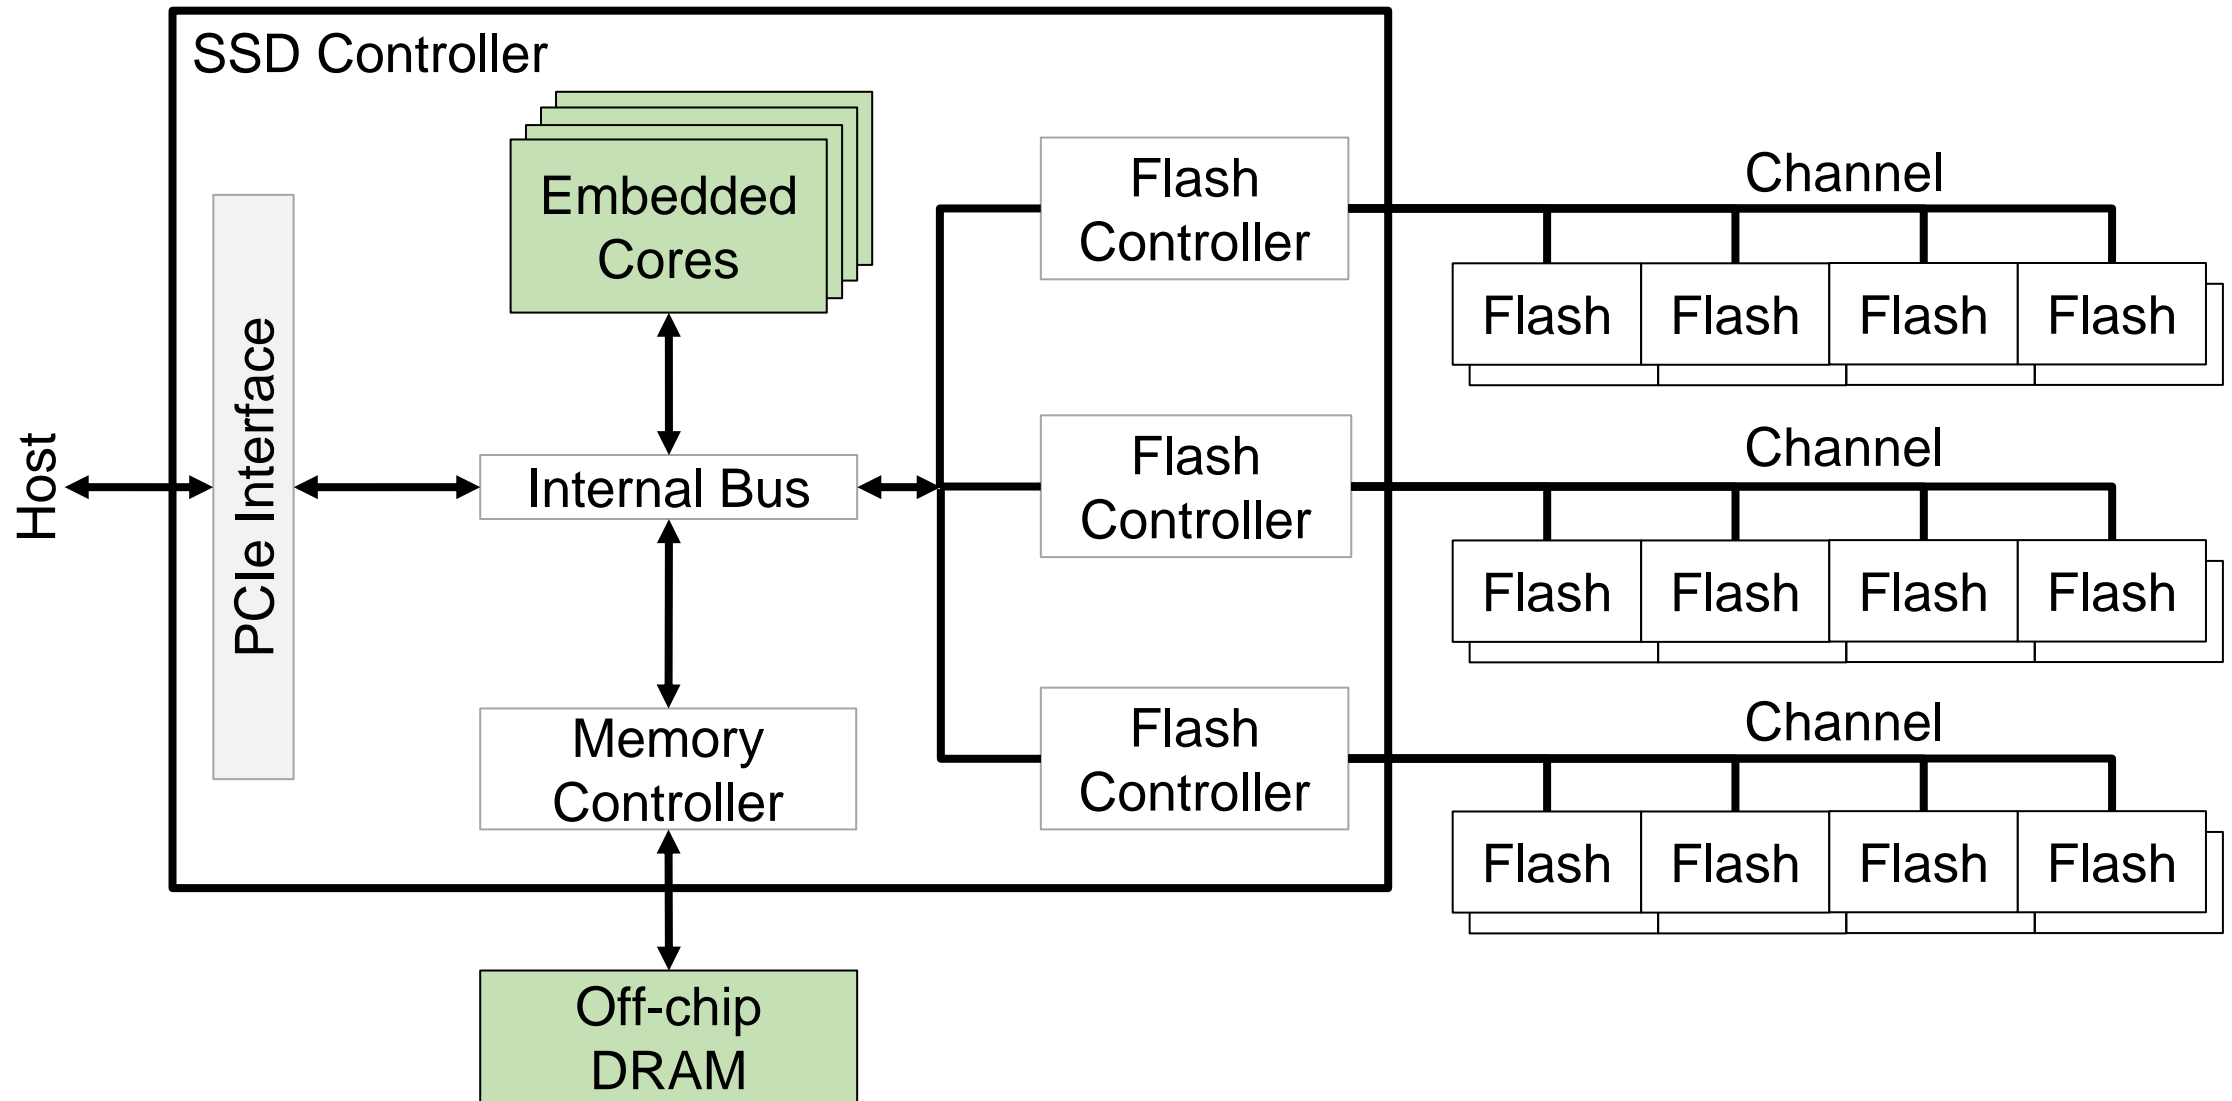 SSD Controller
Embedded
Cores
Flash
Controller
Channel
Flash Flash Flash Flash
Host
PCIe Interface
Internal Bus
Flash
Controller
Channel
Flash Flash Flash Flash
Memory
Controller
Flash
Controller
Channel
Flash Flash Flash Flash
Off-chip
DRAM